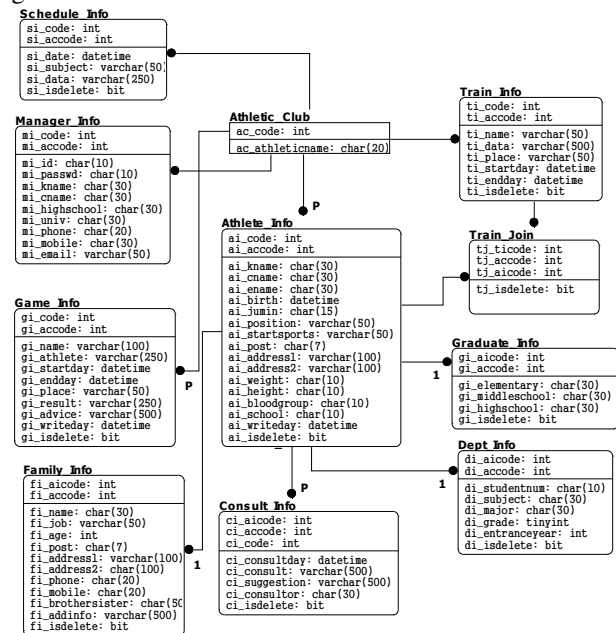 Schedule_Info
si_code: int
si_accode: int
si_date: datetime
si_subject: varchar(50)
si_data: varchar(250)
si_isdelete: bit
Manager_Info
mi_code: int
mi_accode: int
mi_id: char(10)
mi_passwd: char(10)
mi_kname: char(30)
mi_cname: char(30)
mi_highschool: char(30)
mi_univ: char(30)
mi_phone: char(20)
mi_mobile: char(30)
mi_email: varchar(50)
Game_Info
gi_code: int
gi_accode: int
gi_name: varchar(100)
gi_athlete: varchar(250)
gi_startday: datetime
gi_endday: datetime
gi_place: varchar(50)
gi_result: varchar(250)
gi_advice: varchar(500)
gi_writeday: datetime
gi_isdelete: bit
P
Family_Info
fi_aicode: int
fi_accode: int
fi_name: char(30)
fi_job: varchar(50)
fi_age: int
fi_post: char(7)
fi_address1: varchar(100)
fi_address2: char(100)
fi_phone: char(20)
fi_mobile: char(20)
fi_brothersister: char(50
fi_addinfo: varchar(500)
fi_isdelete: bit
1
Athletic_Club
ac_code: int
ac_athleticname: char(20)
P
Athlete_Info
ai_code: int
ai_accode: int
ai_kname: char(30)
ai_cname: char(30)
ai_ename: char(30)
ai_birth: datetime
ai_jumin: char(15)
ai_position: varchar(50)
ai_startsports: varchar(50)
ai_post: char(7)
ai_address1: varchar(100)
ai_address2: varchar(100)
ai_weight: char(10)
ai_height: char(10)
ai_bloodgroup: char(10)
ai_school: char(10)
ai_writeday: datetime
ai_isdelete: bit
P
Consult_Info
ci_aicode: int
ci_accode: int
ci_code: int
ci_consultday: datetime
ci_consult: varchar(500)
ci_suggestion: varchar(500)
ci_consultor: char(30)
ci_isdelete: bit
Train_Info
ti_code: int
ti_accode: int
ti_name: varchar(50)
ti_data: varchar(500)
ti_place: varchar(50)
ti_startday: datetime
ti_endday: datetime
ti_isdelete: bit
Train_Join
tj_ticode: int
tj_accode: int
tj_aicode: int
tj_isdelete: bit
Graduate_Info
1
gi_aicode: int
gi_accode: int
gi_elementary: char(30)
gi_middleschool: char(30)
gi_highschool: char(30)
gi_isdelete: bit
Dept_Info
1
di_aicode: int
di_accode: int
di_studentnum: char(10)
di_subject: char(30)
di_major: char(30)
di_grade: tinyint
di_entranceyear: int
di_isdelete: bit